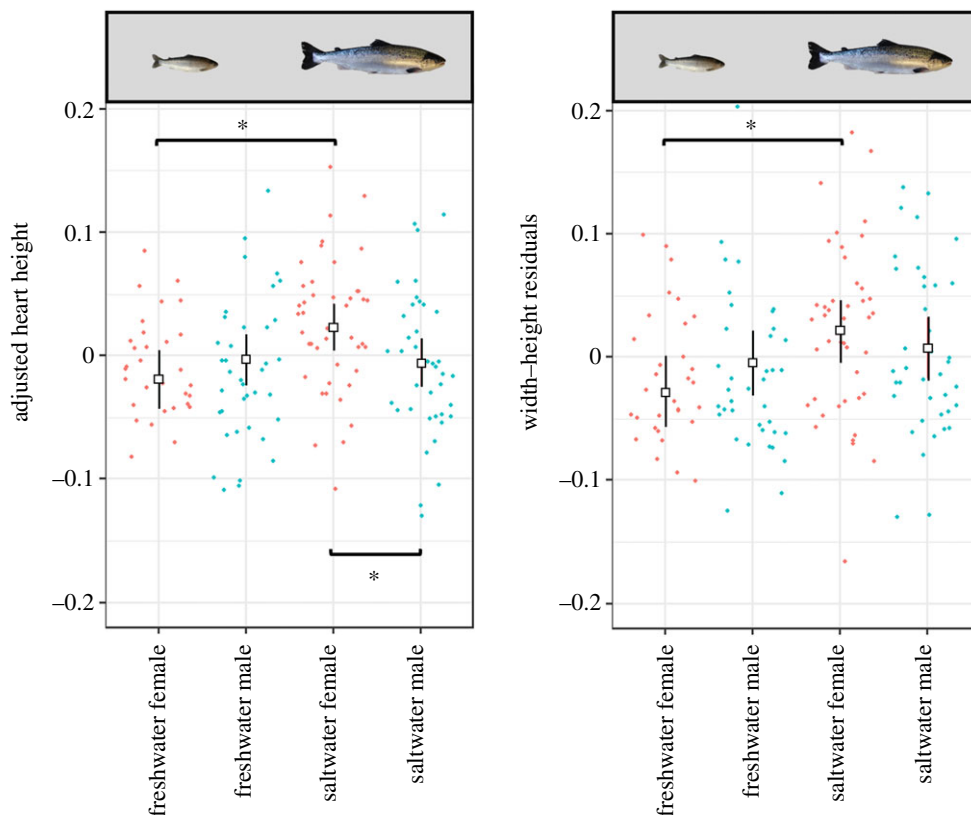 adjusted heart height
0.2
0.1
0
–0.1
–0.2
*
*
freshwater female
freshwater male
saltwater female
saltwater male
width–height residuals
0.2
0.1
0
–0.1
–0.2
*
freshwater female
freshwater male
saltwater female
saltwater male